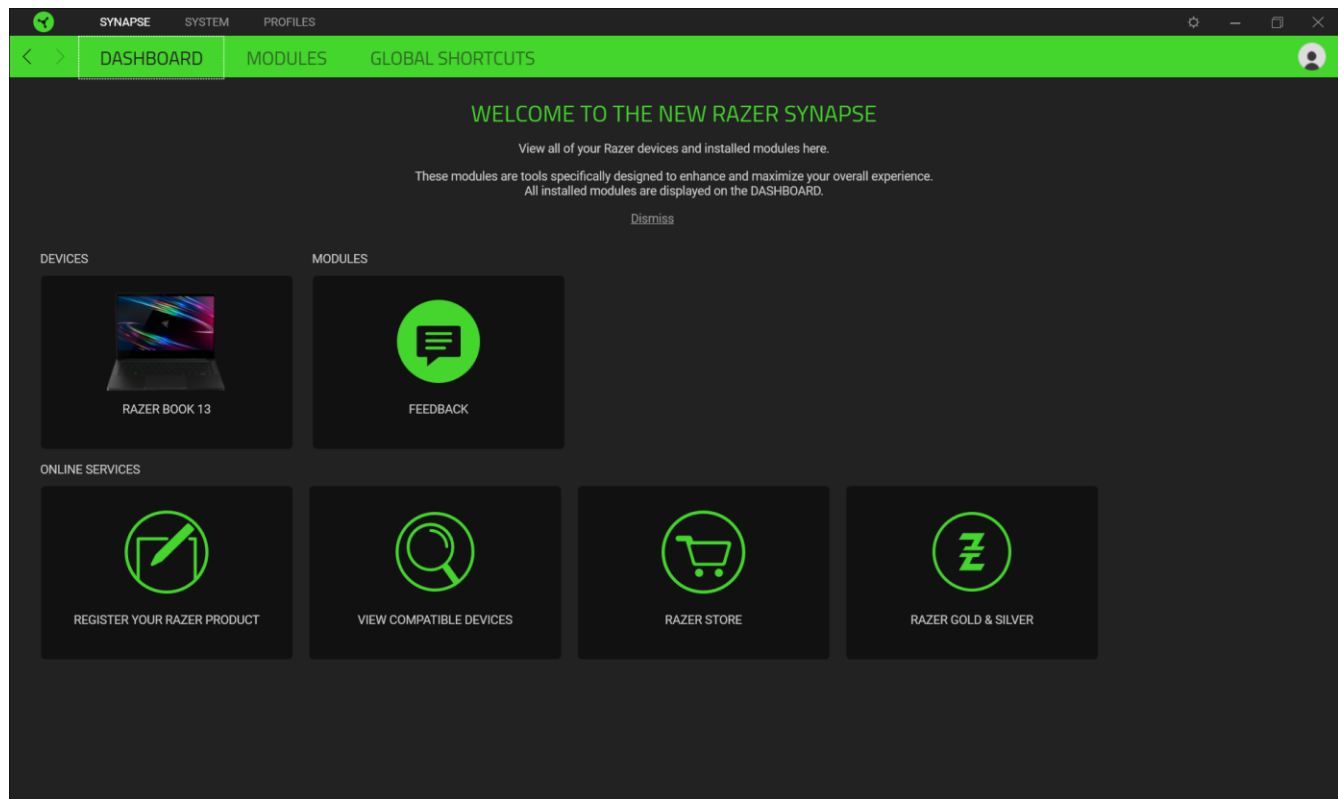 SYNAPSE SYSTEM PROFILES
DASHBOARD MODULES GLOBAL SHORTCUTS
WELCOME TO THE NEW RAZER SYNAPSE
View all of your Razer devices and installed modules here.
These modules are tools specifically designed to enhance and maximize your overall experience.
All installed modules are displayed on the DASHBOARD.
Dismiss
DEVICES MODULES
RAZER BOOK 13 FEEDBACK
ONLINE SERVICES
REGISTER YOUR RAZER PRODUCT VIEW COMPATIBLE DEVICES RAZER STORE RAZER GOLD & SILVER